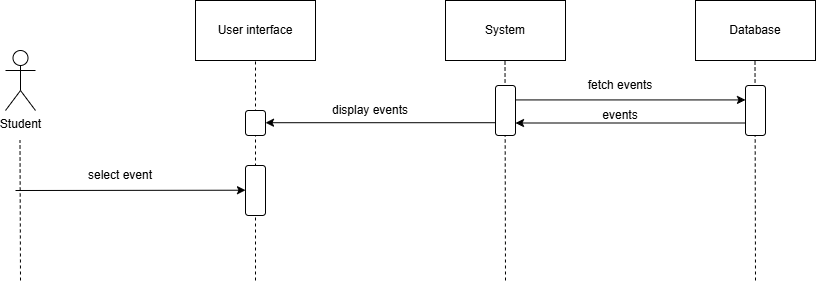 User interface
System
Database
Student
fetch events
display events
events
select event